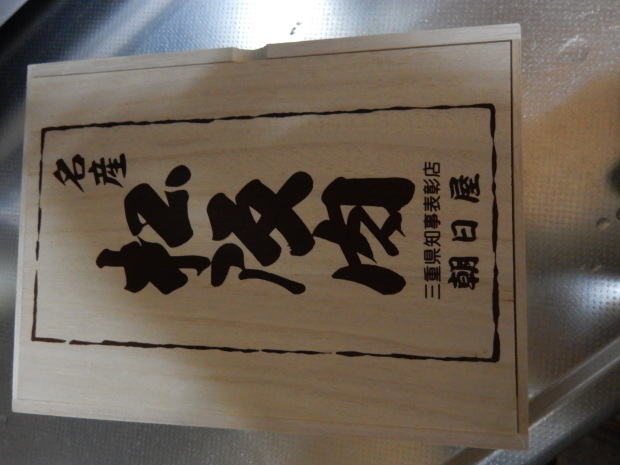 名産
松阪肉
三重県知事表彰店
朝日屋